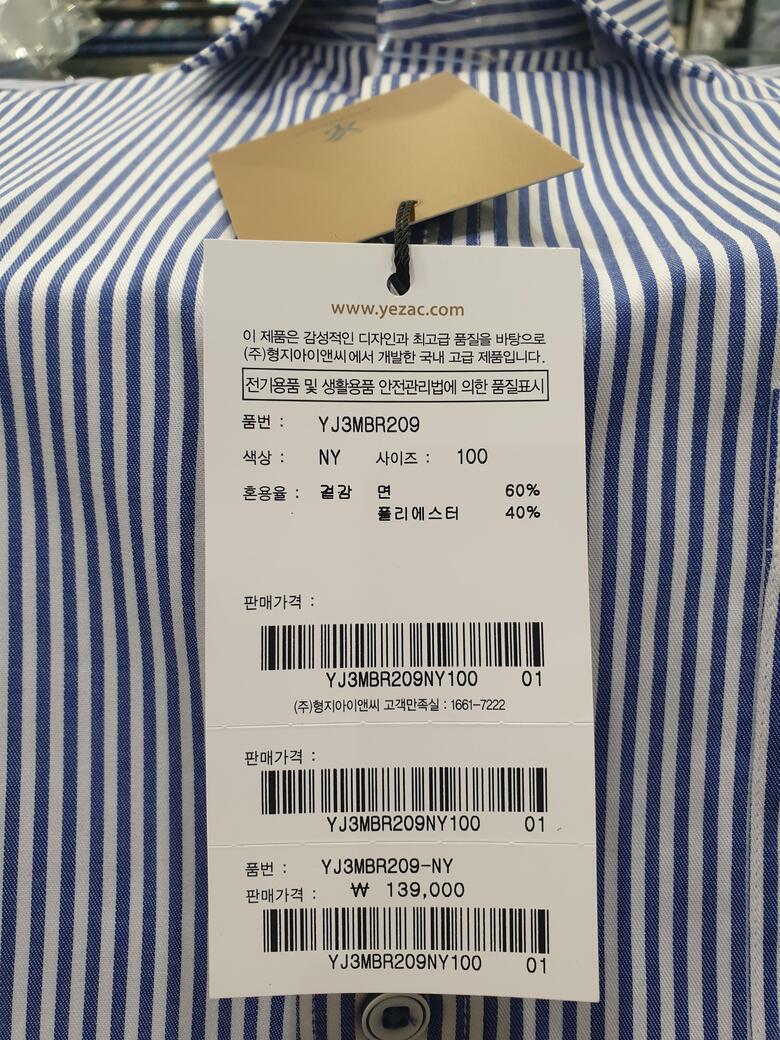 www.yezac.com
이 제품은 감성적인 디자인과 최고급 품질을 바탕으로
(주)형지아이앤씨에서 개발한 국내 고급 제품입니다.
전기용품 및 생활용품 안전관리법에 의한 품질표시
품번 : YJ3MBR209
색상 : NY 사이즈 : 100
혼용율 : 겉감 면 60%
폴리에스터 40%
판매가격 :
YJ3MBR209NY100 01
(주)형지아이앤씨 고객만족실 : 1661-7222
판매가격 :
YJ3MBR209NY100 01
품번 : YJ3MBR209-NY
판매가격 : ₩ 139,000
YJ3MBR209NY100 01